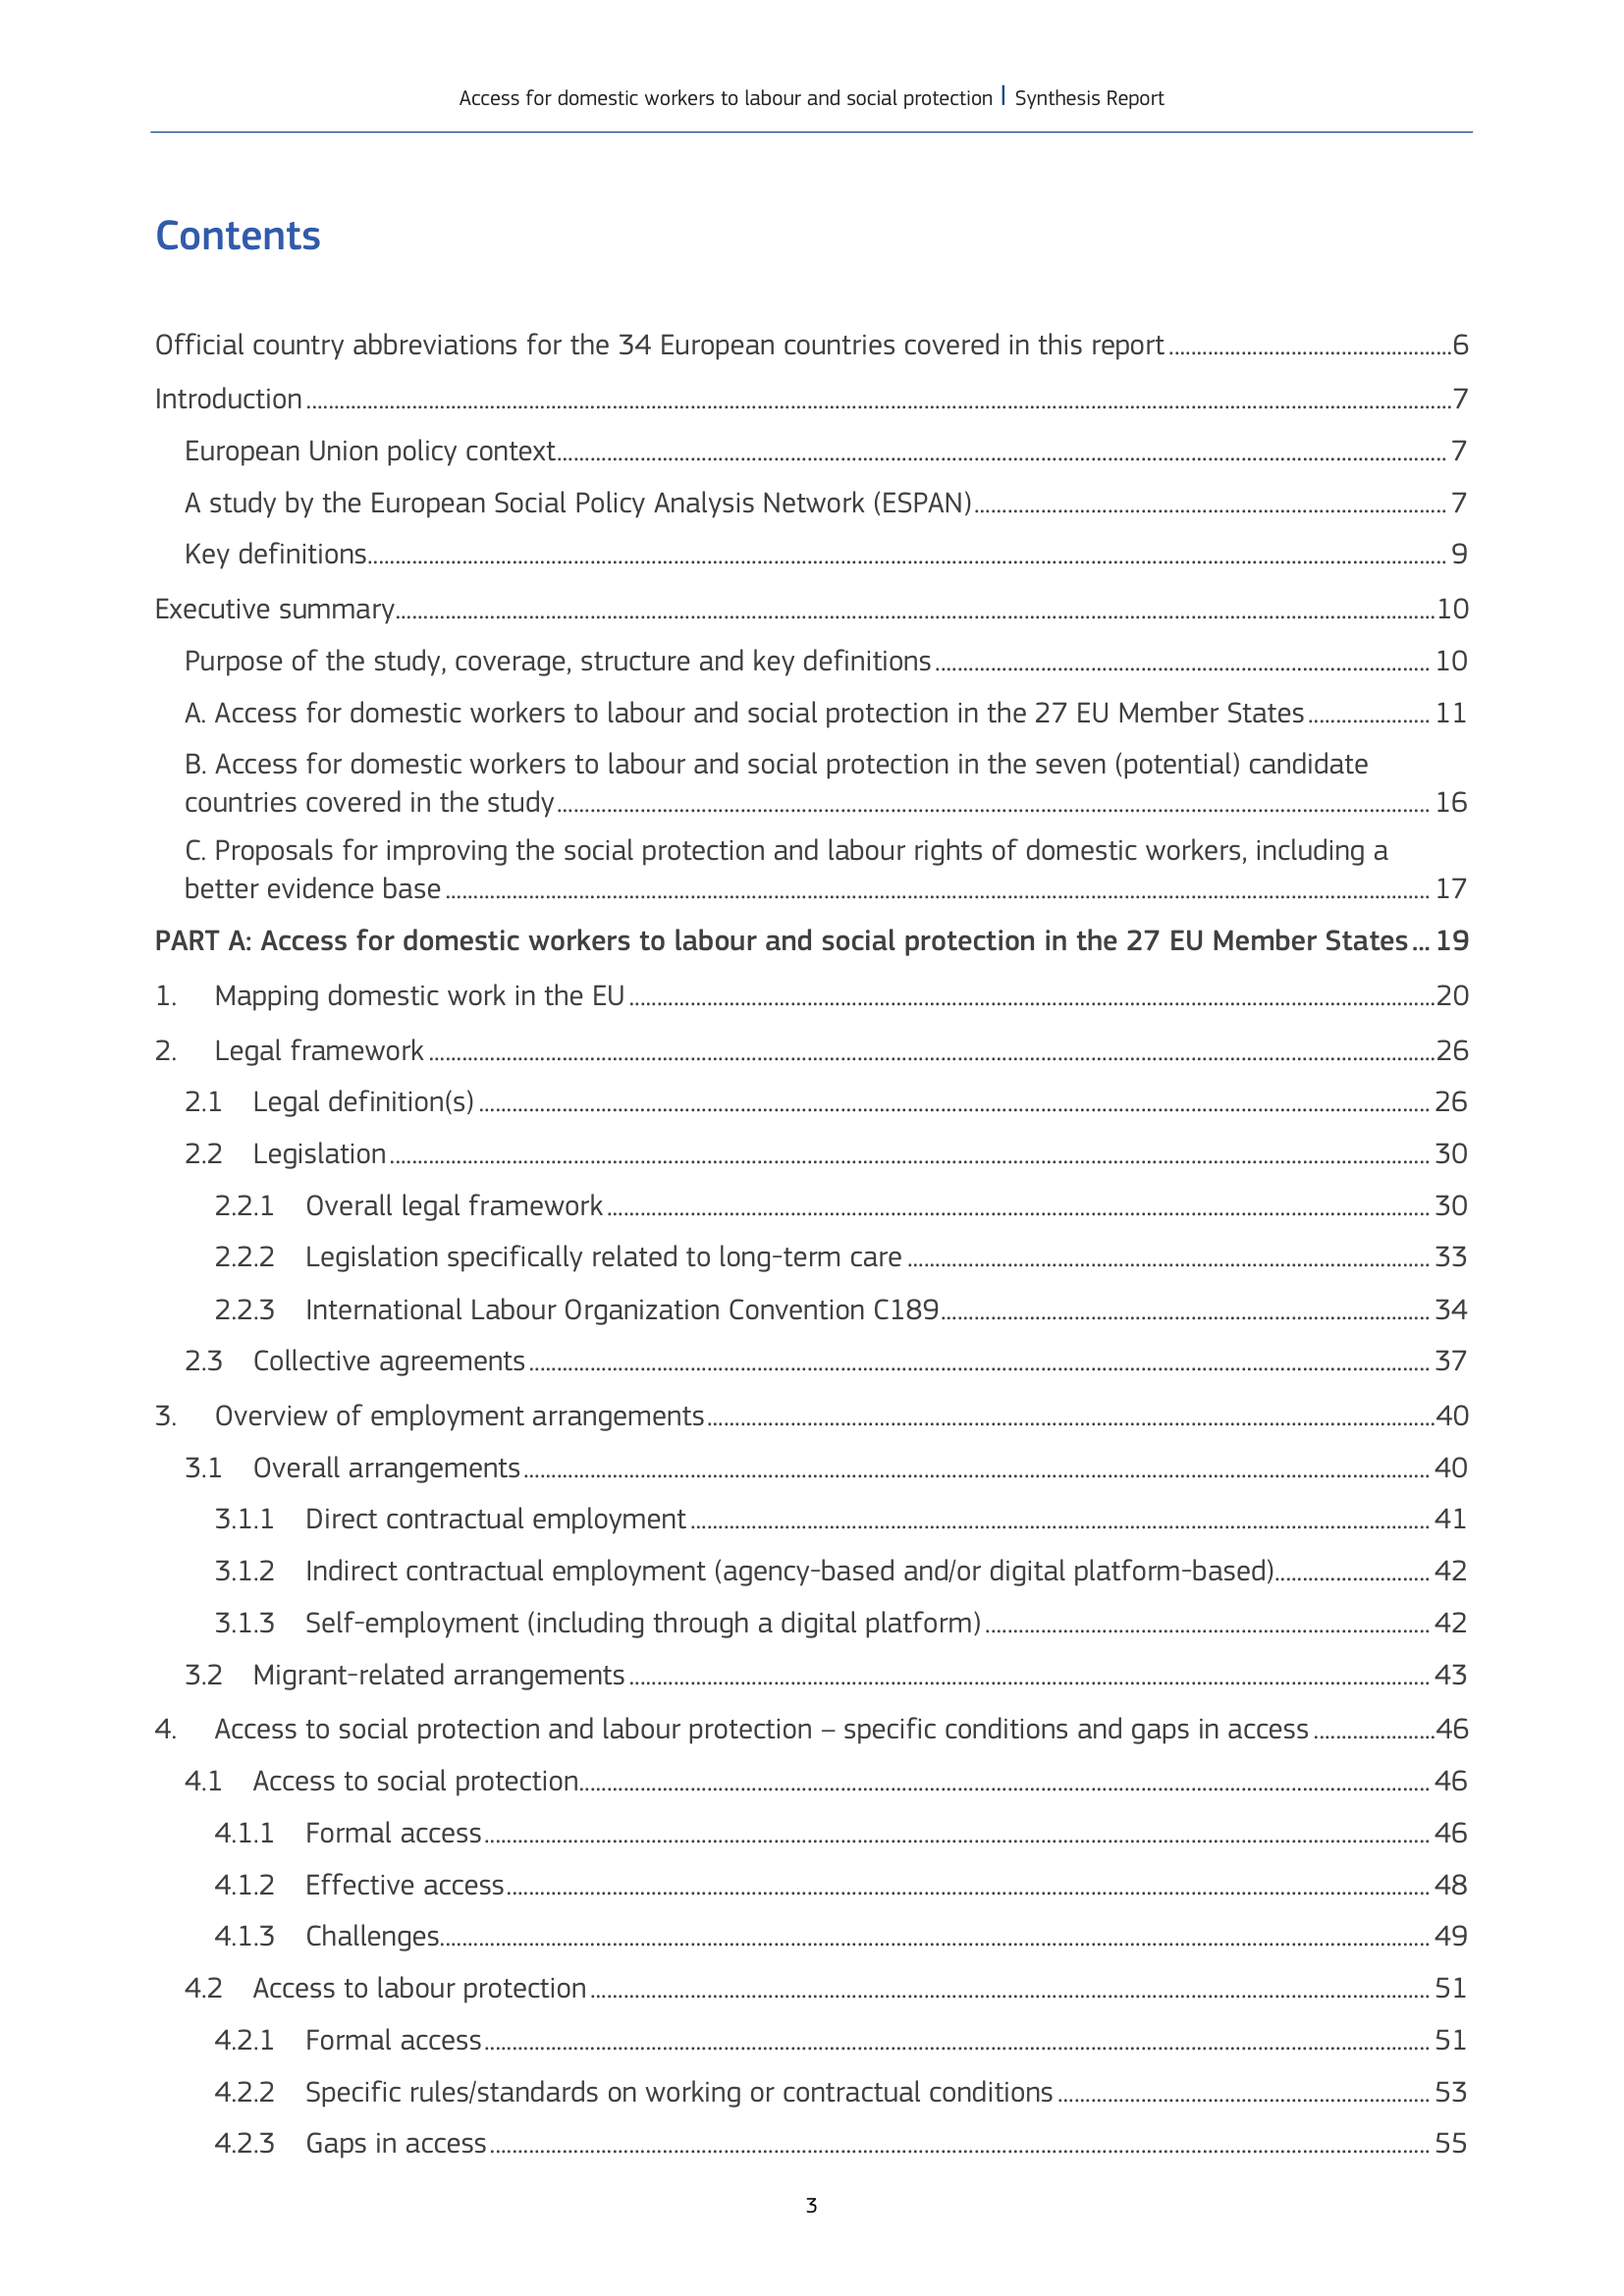 Access for domestic workers to labour and social protection | Synthesis Report
Contents
Official country abbreviations for the 34 European countries covered in this report 6
Introduction 7
European Union policy context 7
A study by the European Social Policy Analysis Network (ESPAN) 7
Key definitions 9
Executive summary 10
Purpose of the study, coverage, structure and key definitions 10
A. Access for domestic workers to labour and social protection in the 27 EU Member States 11
B. Access for domestic workers to labour and social protection in the seven (potential) candidate
countries covered in the study 16
C. Proposals for improving the social protection and labour rights of domestic workers, including a
better evidence base 17
PART A: Access for domestic workers to labour and social protection in the 27 EU Member States 19
1. Mapping domestic work in the EU 20
2. Legal framework 26
2.1 Legal definition(s) 26
2.2 Legislation 30
2.2.1 Overall legal framework 30
2.2.2 Legislation specifically related to long-term care 33
2.2.3 International Labour Organization Convention C189 34
2.3 Collective agreements 37
3. Overview of employment arrangements 40
3.1 Overall arrangements 40
3.1.1 Direct contractual employment 41
3.1.2 Indirect contractual employment (agency-based and/or digital platform-based) 42
3.1.3 Self-employment (including through a digital platform) 42
3.2 Migrant-related arrangements 43
4. Access to social protection and labour protection – specific conditions and gaps in access 46
4.1 Access to social protection 46
4.1.1 Formal access 46
4.1.2 Effective access 48
4.1.3 Challenges 49
4.2 Access to labour protection 51
4.2.1 Formal access 51
4.2.2 Specific rules/standards on working or contractual conditions 53
4.2.3 Gaps in access 55
3